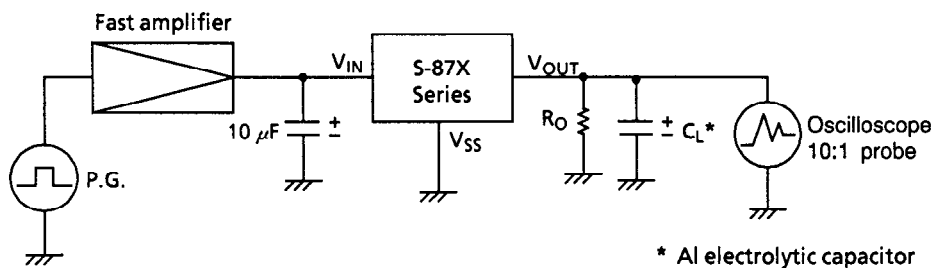 Fast amplifier
V_IN
S-87X
Series
V_OUT
10 μF
+
−
V_SS
R_O
+
−
C_L*
Oscilloscope
10:1 probe
P.G.
* Al electrolytic capacitor